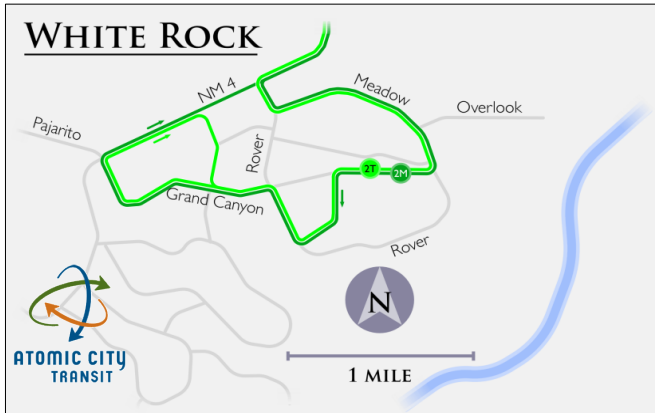 WHITE ROCK
NM 4
Meadow
Overlook
Pajarito
Rover
2T
2M
Grand Canyon
Rover
N
ATOMIC CITY
TRANSIT
1 MILE